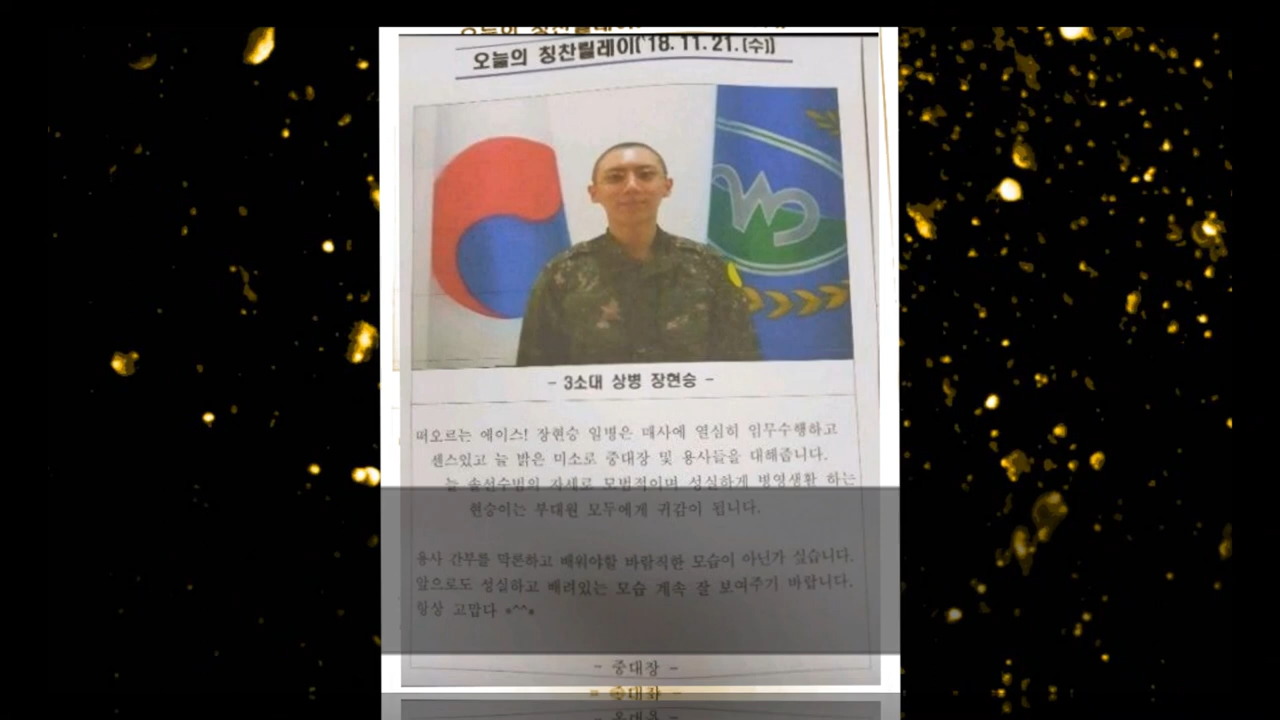 오늘의 칭찬릴레이('18. 11. 21. (수))
- 3소대 상병 장현승 -
떠오르는 에이스! 장현승 일병은 매사에 열심히 임무수행하고
센스있고 늘 밝은 미소로 중대장 및 용사들을 대해줍니다.
늘 솔선수범의 자세로 모범적이며 성실하게 병영생활 하는
현승이는 부대원 모두에게 귀감이 됩니다.
용사 간부를 막론하고 배워야할 바람직한 모습이 아닌가 싶습니다.
앞으로도 성실하고 배려있는 모습 계속 잘 보여주기 바랍니다.
항상 고맙다 *^^*
- 중대장 -